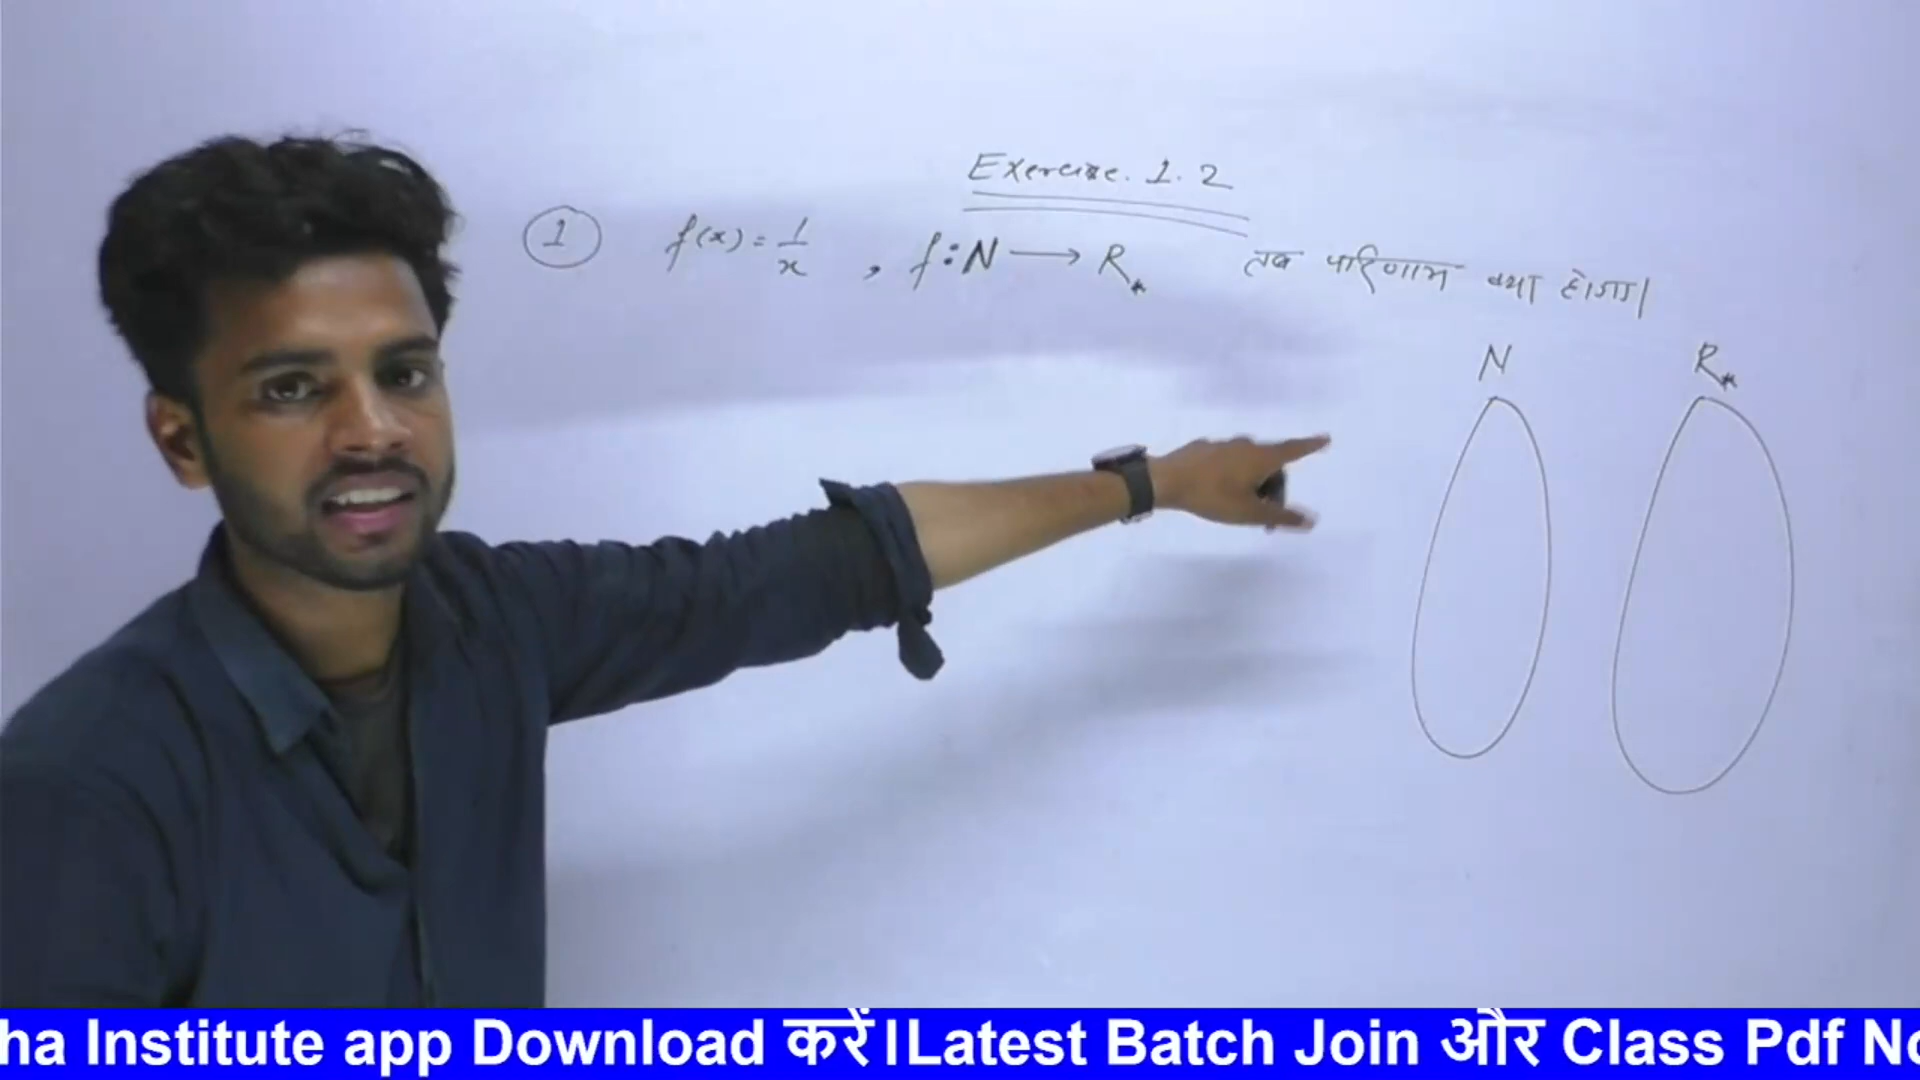 Exercise. 1.2
1 f(x) = 1/x , f: N → R* तब परिणाम क्या होगा।
N R*
ha Institute app Download करें।Latest Batch Join और Class Pdf No